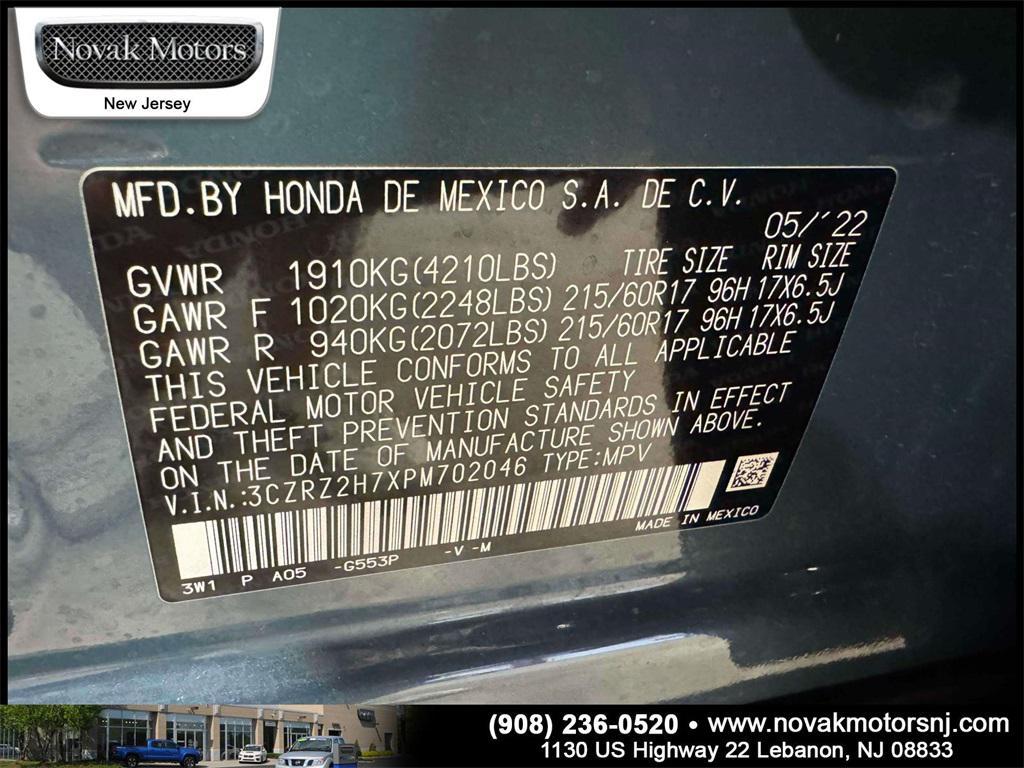 Novak Motors
New Jersey
MFD.BY HONDA DE MEXICO S.A. DE C.V.
05/'22
GVWR 1910KG(4210LBS) TIRE SIZE RIM SIZE
GAWR F 1020KG(2248LBS) 215/60R17 96H 17X6.5J
GAWR R 940KG(2072LBS) 215/60R17 96H 17X6.5J
THIS VEHICLE CONFORMS TO ALL APPLICABLE
FEDERAL MOTOR VEHICLE SAFETY
AND THEFT PREVENTION STANDARDS IN EFFECT
ON THE DATE OF MANUFACTURE SHOWN ABOVE.
V.I.N.:3CZRZ2H7XPM702046 TYPE:MPV
MADE IN MEXICO
3W1 P A05 -G553P -V -M
(908) 236-0520 • www.novakmotorsnj.com
1130 US Highway 22 Lebanon, NJ 08833